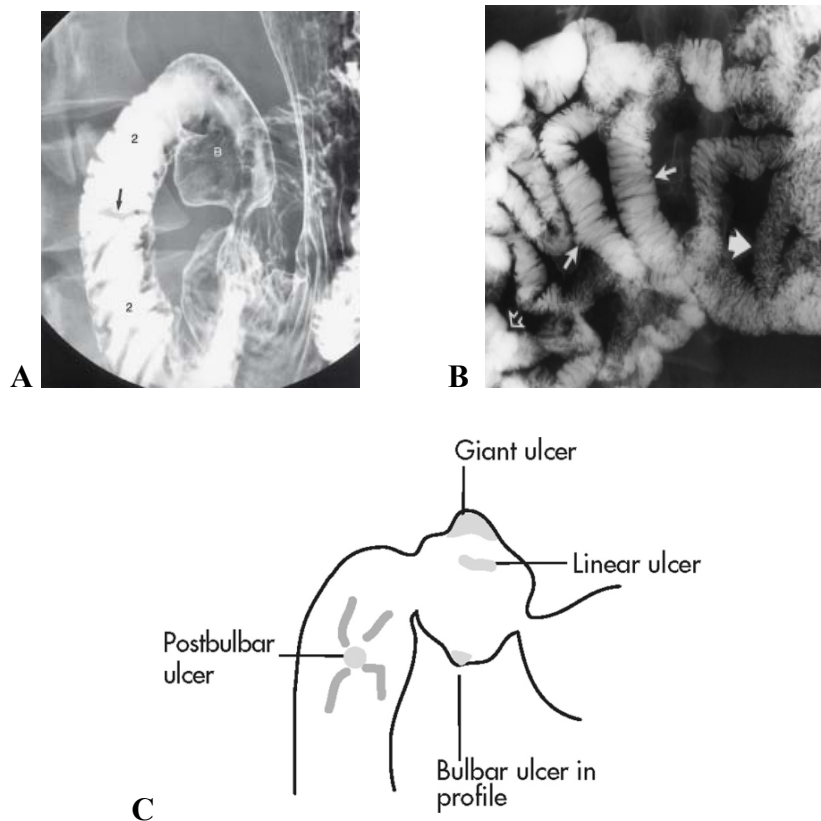 2
B
2
A
B
Giant ulcer
Linear ulcer
Postbulbar
ulcer
Bulbar ulcer in
profile
C